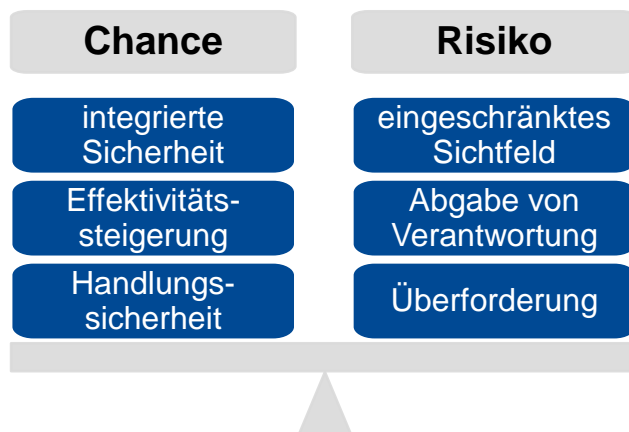 Chance
integrierte
Sicherheit
Effektivitäts-
steigerung
Handlungs-
sicherheit
Risiko
eingeschränktes
Sichtfeld
Abgabe von
Verantwortung
Überforderung